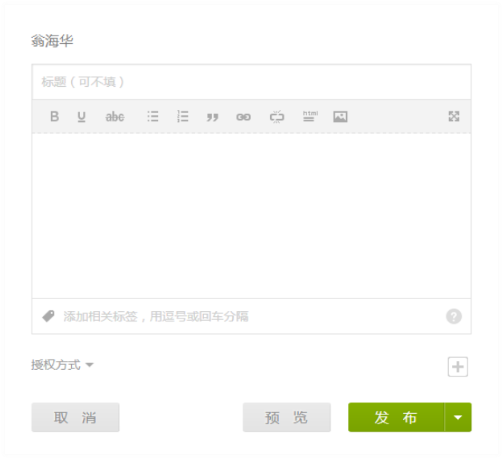 翁海华
标题（可不填）
B U abc html
添加相关标签，用逗号或回车分隔
?
授权方式
取 消 预 览 发 布